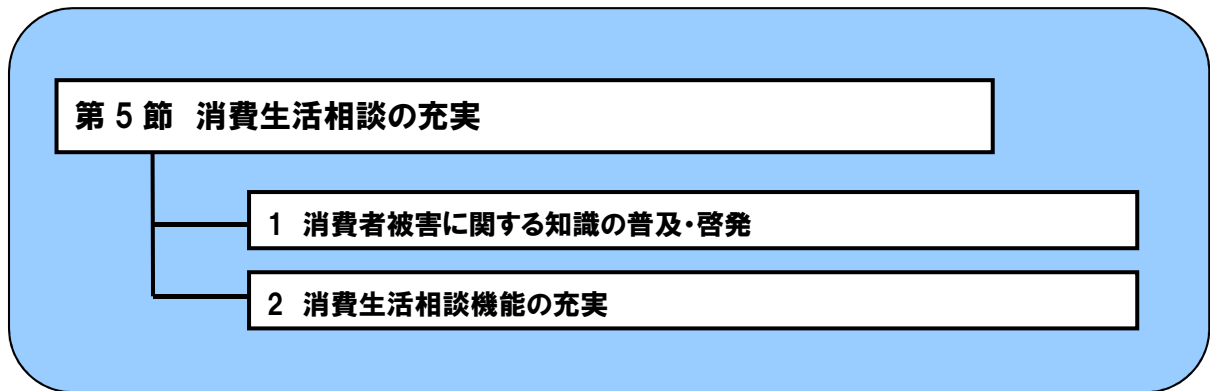 第 5 節　消費生活相談の充実
1　消費者被害に関する知識の普及・啓発
2　消費生活相談機能の充実